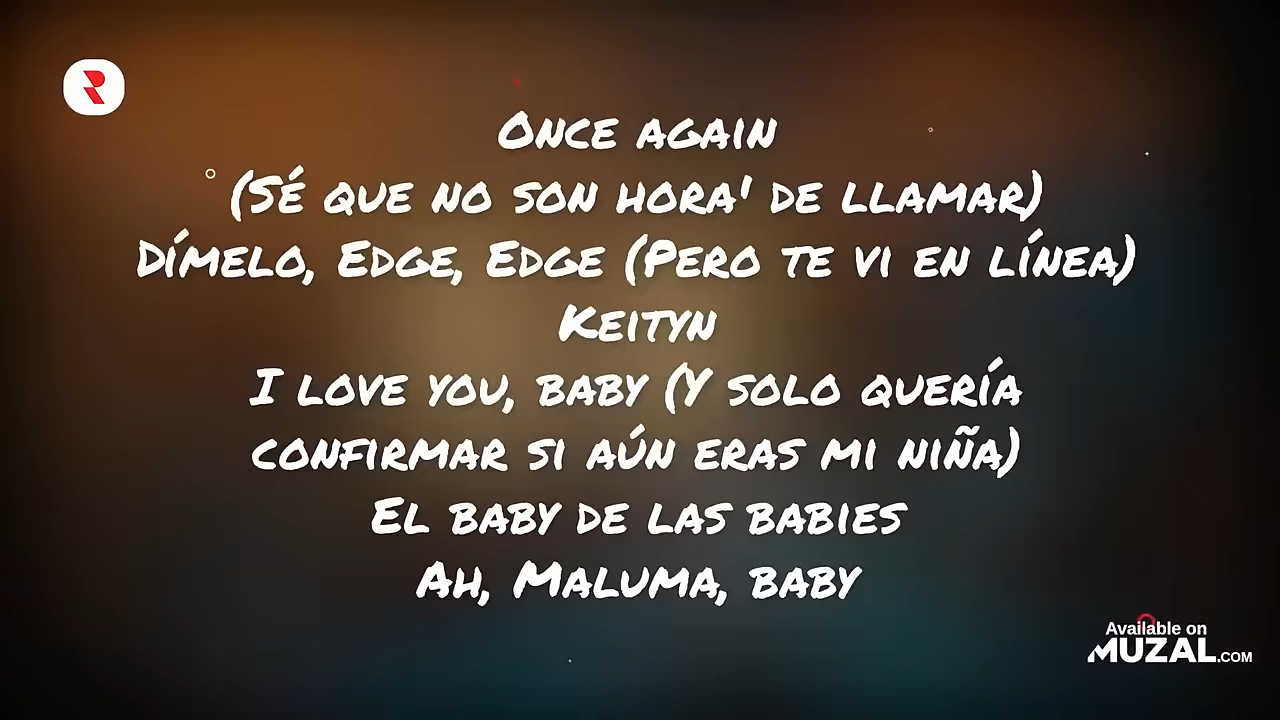 Once again
(Sé que no son hora' de llamar)
Dímelo, Edge, Edge (Pero te vi en línea)
Keityn
I love you, baby (Y solo quería
confirmar si aún eras mi niña)
El baby de las babies
Ah, Maluma, baby
Available on
MUZAL.COM